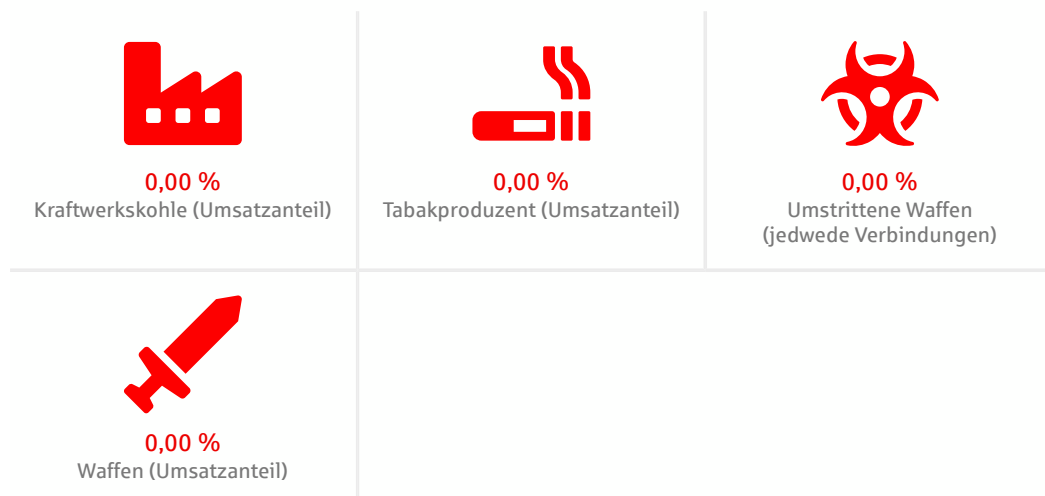 0,00 %
Kraftwerkskohle (Umsatzanteil)
0,00 %
Tabakproduzent (Umsatzanteil)
0,00 %
Umstrittene Waffen
(jedwede Verbindungen)
0,00 %
Waffen (Umsatzanteil)